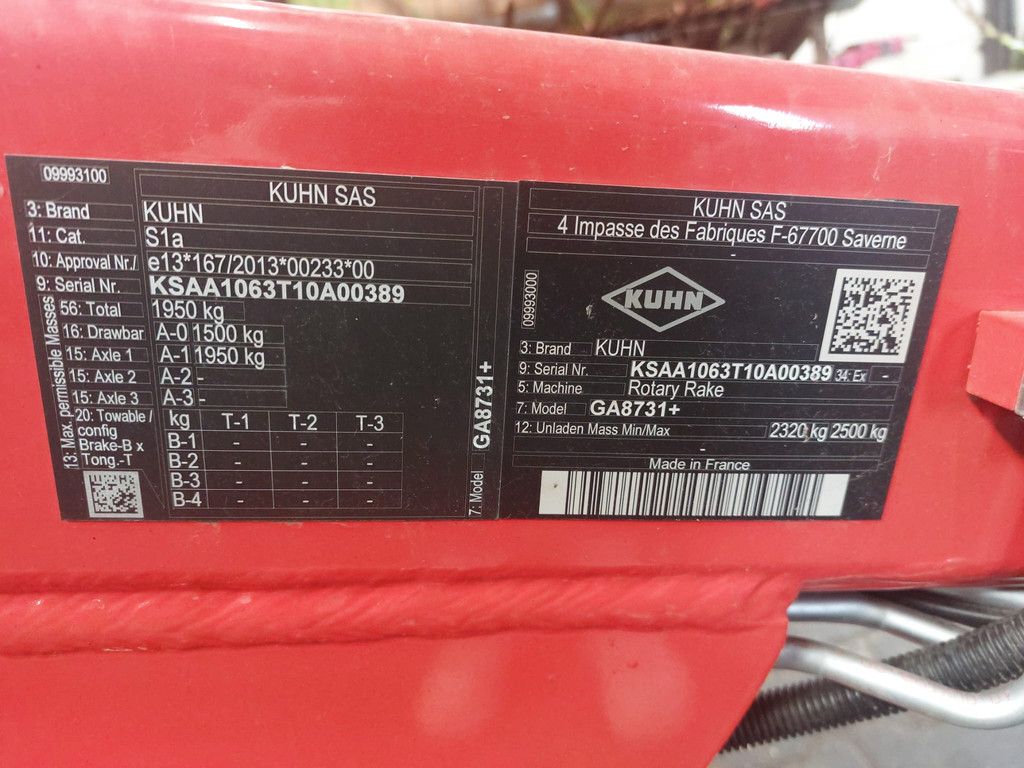 09993100
KUHN SAS
3: Brand KUHN
11: Cat. S1a
10: Approval Nr./ e13*167/2013*00233*00
9: Serial Nr. KSAA1063T10A00389
13: Max. permissible Masses
56: Total 1950 kg
16: Drawbar A-0 1500 kg
15: Axle 1 A-1 1950 kg
15: Axle 2 A-2 -
15: Axle 3 A-3 -
20: Towable / kg T-1 T-2 T-3
config
Brake-B x B-1 - - -
Tong.-T B-2 - - -
B-3 - - -
B-4 - - -
7: Model GA8731+
KUHN SAS
4 Impasse des Fabriques F-67700 Saverne
-
09993000
KUHN
3: Brand KUHN
9: Serial Nr. KSAA1063T10A00389 34: Ex -
5: Machine Rotary Rake
7: Model GA8731+
12: Unladen Mass Min/Max 2320 kg 2500 kg
-
Made in France